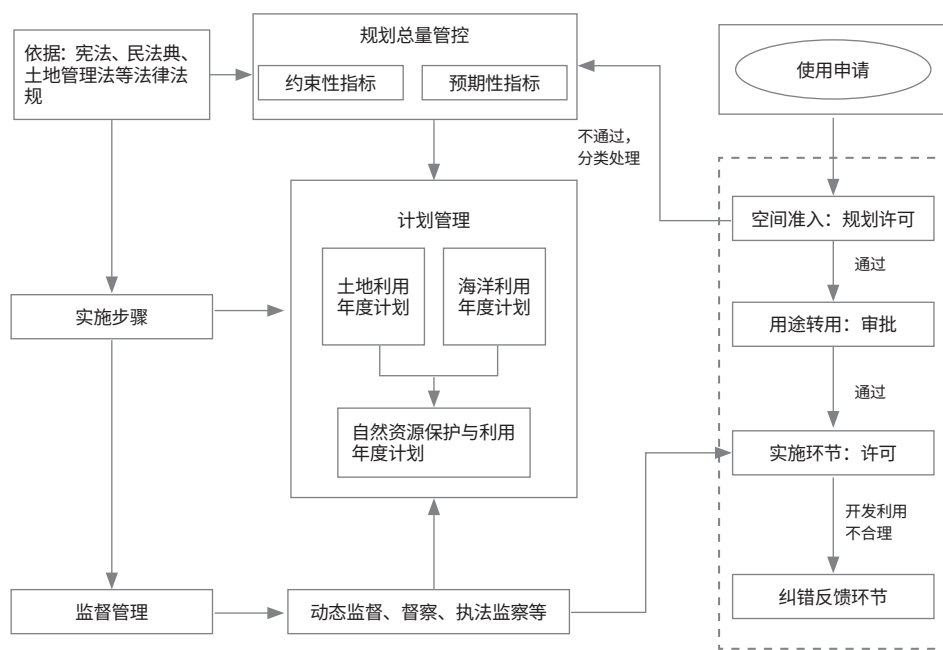 依据：宪法、民法典、
土地管理法等法律法
规
规划总量管控
约束性指标
预期性指标
使用申请
不通过，
分类处理
空间准入：规划许可
计划管理
通过
土地利用
年度计划
海洋利用
年度计划
实施步骤
用途转用：审批
通过
自然资源保护与利用
年度计划
实施环节：许可
开发利用
不合理
监督管理
动态监督、督察、执法监察等
纠错反馈环节